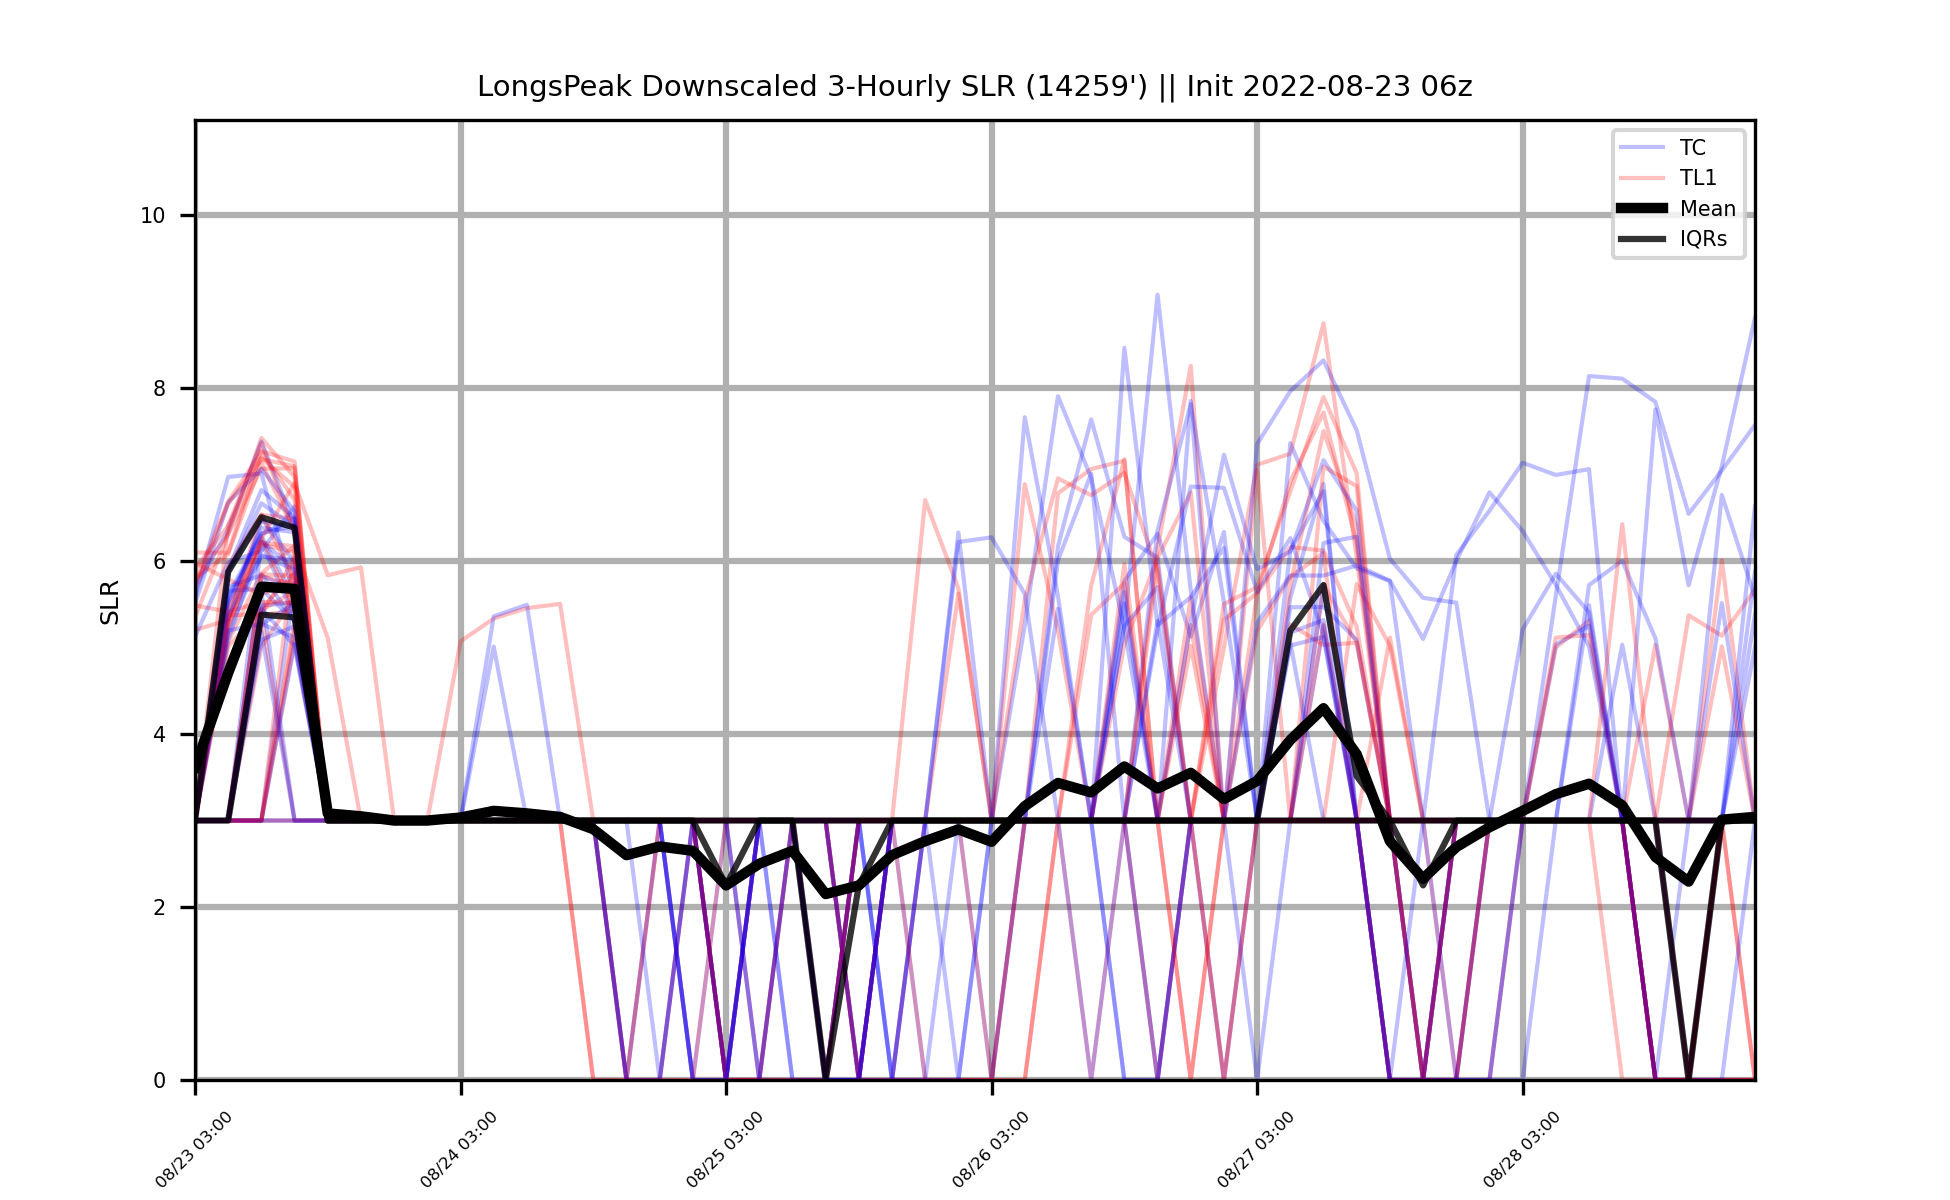 LongsPeak Downscaled 3-Hourly SLR (14259') || Init 2022-08-23 06z
TC
TL1
Mean
IQRs
10
8
6
4
2
0
SLR
08/23 03:00
08/24 03:00
08/25 03:00
08/26 03:00
08/27 03:00
08/28 03:00